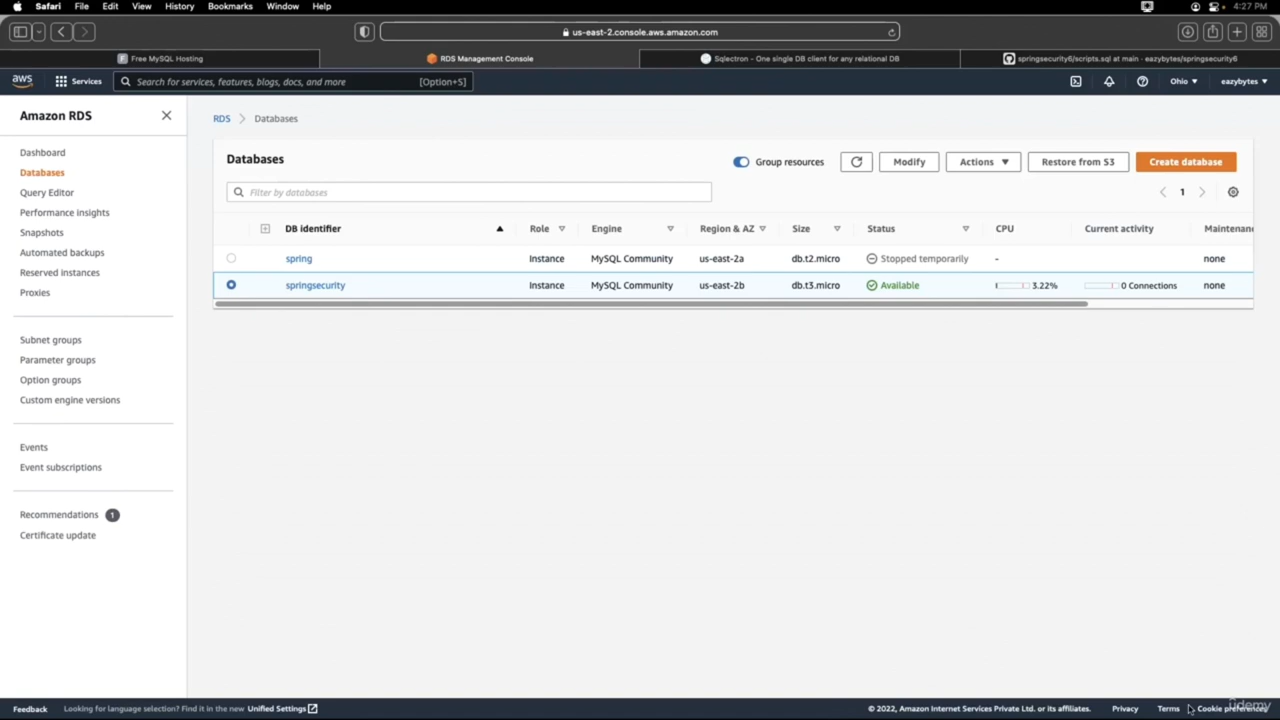 Safari File Edit View History Bookmarks Window Help 4:27 PM
us-east-2.console.aws.amazon.com
Free MySQL Hosting RDS Management Console Sqlectron - One single DB client for any relational DB springsecurity6/scripts.sql at main · eazybytes/springsecurity6
aws Services Search for services, features, blogs, docs, and more [Option+S] Ohio eazybytes
Amazon RDS
Dashboard
Databases
Query Editor
Performance insights
Snapshots
Automated backups
Reserved instances
Proxies
Subnet groups
Parameter groups
Option groups
Custom engine versions
Events
Event subscriptions
Recommendations 1
Certificate update
RDS > Databases
Databases Group resources Modify Actions Restore from S3 Create database
Filter by databases 1
DB identifier Role Engine Region & AZ Size Status CPU Current activity Maintenanc
spring Instance MySQL Community us-east-2a db.t2.micro Stopped temporarily - none
springsecurity Instance MySQL Community us-east-2b db.t3.micro Available 3.22% 0 Connections none
Feedback Looking for language selection? Find it in the new Unified Settings © 2022, Amazon Internet Services Private Ltd. or its affiliates. Privacy Terms Cookie preferences
udemy